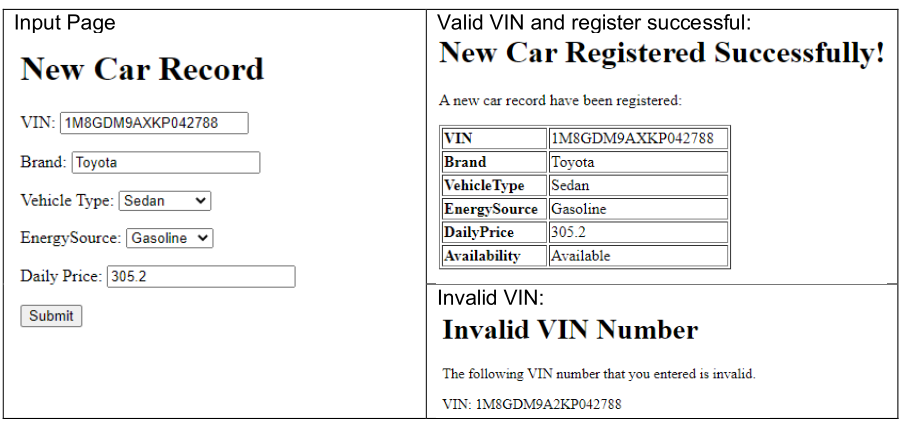 Input Page
New Car Record
VIN: 1M8GDM9AXKP042788
Brand: Toyota
Vehicle Type: Sedan
EnergySource: Gasoline
Daily Price: 305.2
Submit
Valid VIN and register successful:
New Car Registered Successfully!
A new car record have been registered:
VIN 1M8GDM9AXKP042788
Brand Toyota
VehicleType Sedan
EnergySource Gasoline
DailyPrice 305.2
Availability Available
Invalid VIN:
Invalid VIN Number
The following VIN number that you entered is invalid.
VIN: 1M8GDM9A2KP042788